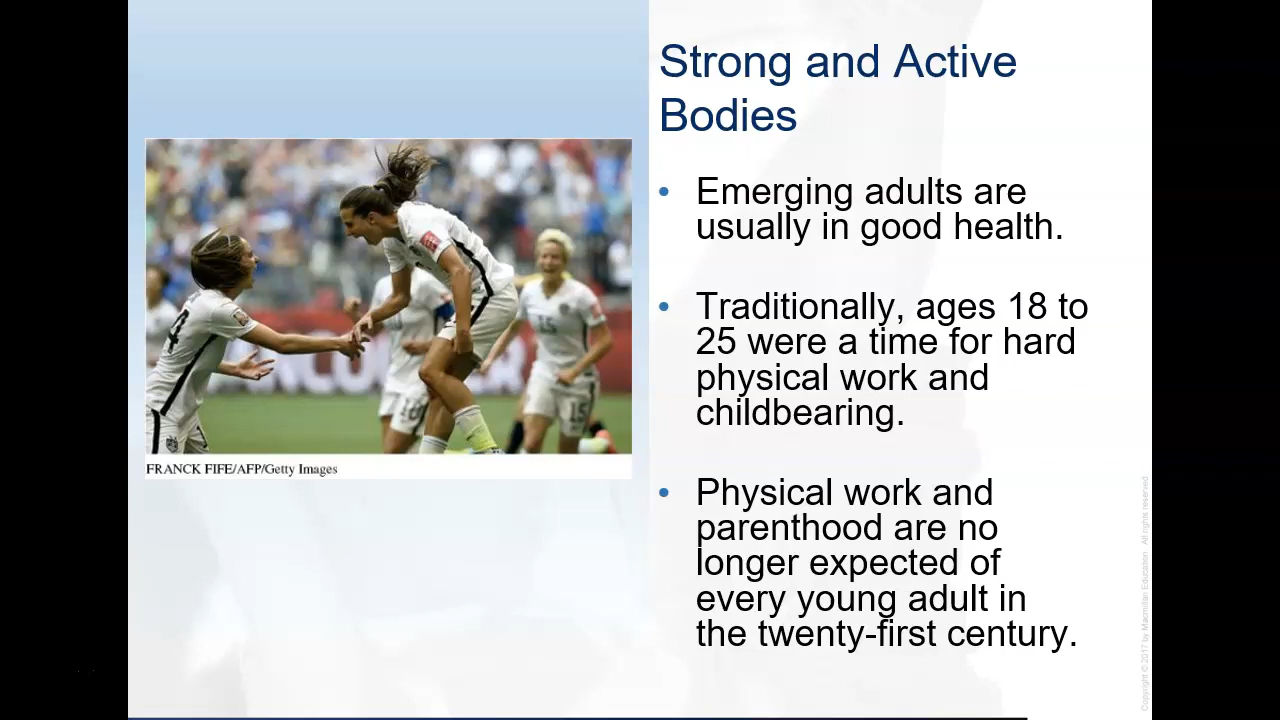 Strong and Active
Bodies
• Emerging adults are
usually in good health.
• Traditionally, ages 18 to
25 were a time for hard
physical work and
childbearing.
• Physical work and
parenthood are no
longer expected of
every young adult in
the twenty-first century.
FRANCK FIFE/AFP/Getty Images
15
15
Copyright © 2017 by Macmillan Education. All rights reserved